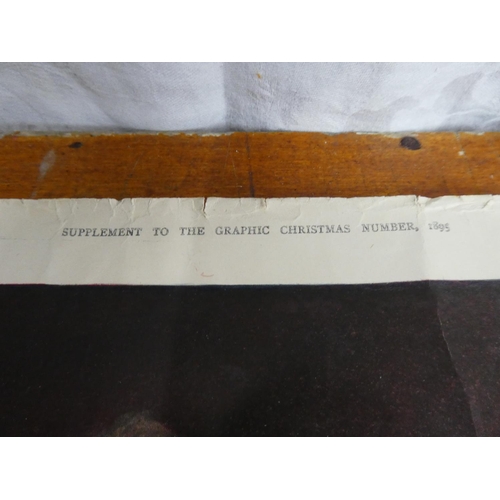 SUPPLEMENT TO THE GRAPHIC CHRISTMAS NUMBER, 1895